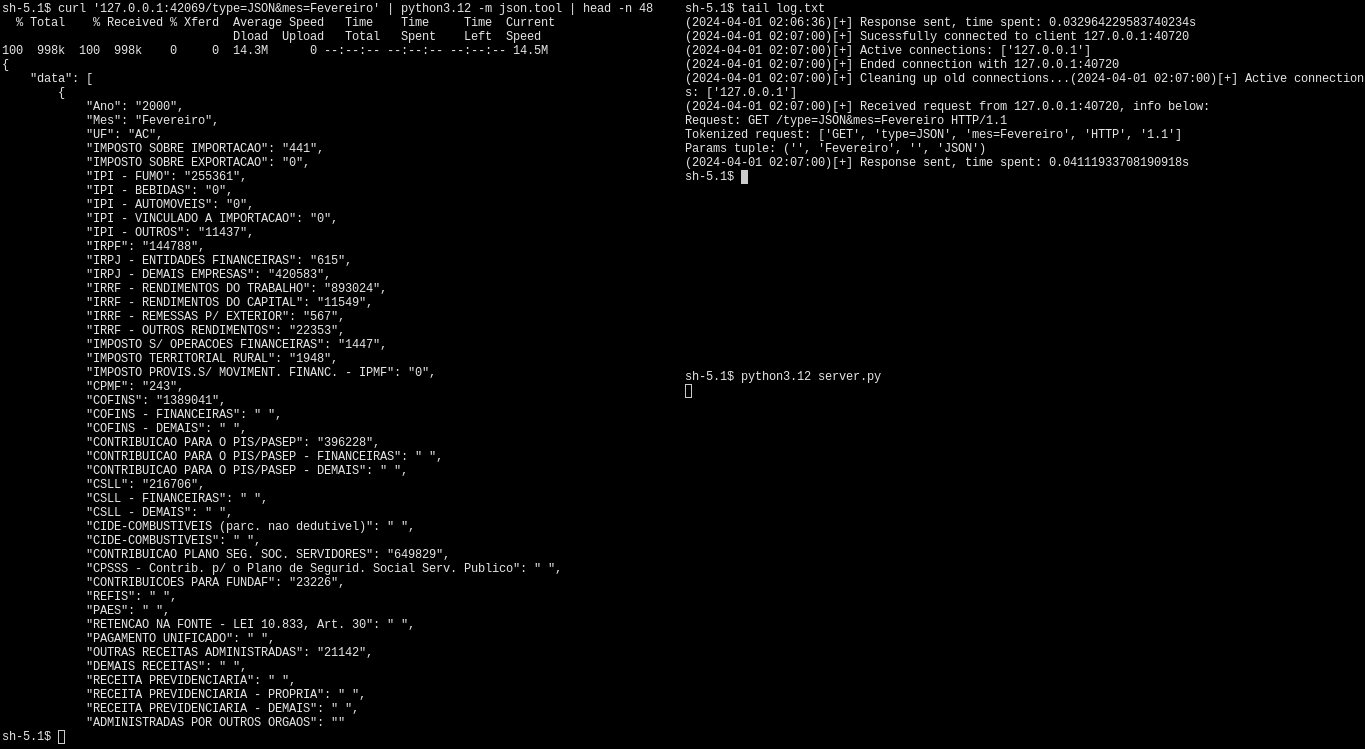 sh-5.1$ curl '127.0.0.1:42069/type=JSON&mes=Fevereiro' | python3.12 -m json.tool | head -n 48
  % Total    % Received % Xferd  Average Speed   Time    Time     Time  Current
                                 Dload  Upload   Total   Spent    Left  Speed
100  998k  100  998k    0     0  14.3M      0 --:--:-- --:--:-- --:--:-- 14.5M
{
    "data": [
        {
            "Ano": "2000",
            "Mes": "Fevereiro",
            "UF": "AC",
            "IMPOSTO SOBRE IMPORTACAO": "441",
            "IMPOSTO SOBRE EXPORTACAO": "0",
            "IPI - FUMO": "255361",
            "IPI - BEBIDAS": "0",
            "IPI - AUTOMOVEIS": "0",
            "IPI - VINCULADO A IMPORTACAO": "0",
            "IPI - OUTROS": "11437",
            "IRPF": "144788",
            "IRPJ - ENTIDADES FINANCEIRAS": "615",
            "IRPJ - DEMAIS EMPRESAS": "420583",
            "IRRF - RENDIMENTOS DO TRABALHO": "893024",
            "IRRF - RENDIMENTOS DO CAPITAL": "11549",
            "IRRF - REMESSAS P/ EXTERIOR": "567",
            "IRRF - OUTROS RENDIMENTOS": "22353",
            "IMPOSTO S/ OPERACOES FINANCEIRAS": "1447",
            "IMPOSTO TERRITORIAL RURAL": "1948",
            "IMPOSTO PROVIS.S/ MOVIMENT. FINANC. - IPMF": "0",
            "CPMF": "243",
            "COFINS": "1389041",
            "COFINS - FINANCEIRAS": " ",
            "COFINS - DEMAIS": " ",
            "CONTRIBUICAO PARA O PIS/PASEP": "396228",
            "CONTRIBUICAO PARA O PIS/PASEP - FINANCEIRAS": " ",
            "CONTRIBUICAO PARA O PIS/PASEP - DEMAIS": " ",
            "CSLL": "216706",
            "CSLL - FINANCEIRAS": " ",
            "CSLL - DEMAIS": " ",
            "CIDE-COMBUSTIVEIS (parc. nao dedutivel)": " ",
            "CIDE-COMBUSTIVEIS": " ",
            "CONTRIBUICAO PLANO SEG. SOC. SERVIDORES": "649829",
            "CPSSS - Contrib. p/ o Plano de Segurid. Social Serv. Publico": " ",
            "CONTRIBUICOES PARA FUNDAF": "23226",
            "REFIS": " ",
            "PAES": " ",
            "RETENCAO NA FONTE - LEI 10.833, Art. 30": " ",
            "PAGAMENTO UNIFICADO": " ",
            "OUTRAS RECEITAS ADMINISTRADAS": "21142",
            "DEMAIS RECEITAS": " ",
            "RECEITA PREVIDENCIARIA": " ",
            "RECEITA PREVIDENCIARIA - PROPRIA": " ",
            "RECEITA PREVIDENCIARIA - DEMAIS": " ",
            "ADMINISTRADAS POR OUTROS ORGAOS": ""
sh-5.1$
sh-5.1$ tail log.txt
(2024-04-01 02:06:36)[+] Response sent, time spent: 0.032964229583740234s
(2024-04-01 02:07:00)[+] Sucessfully connected to client 127.0.0.1:40720
(2024-04-01 02:07:00)[+] Active connections: ['127.0.0.1']
(2024-04-01 02:07:00)[+] Ended connection with 127.0.0.1:40720
(2024-04-01 02:07:00)[+] Cleaning up old connections...(2024-04-01 02:07:00)[+] Active connection
s: ['127.0.0.1']
(2024-04-01 02:07:00)[+] Received request from 127.0.0.1:40720, info below:
Request: GET /type=JSON&mes=Fevereiro HTTP/1.1
Tokenized request: ['GET', 'type=JSON', 'mes=Fevereiro', 'HTTP', '1.1']
Params tuple: ('', 'Fevereiro', '', 'JSON')
(2024-04-01 02:07:00)[+] Response sent, time spent: 0.04111933708190918s
sh-5.1$
sh-5.1$ python3.12 server.py